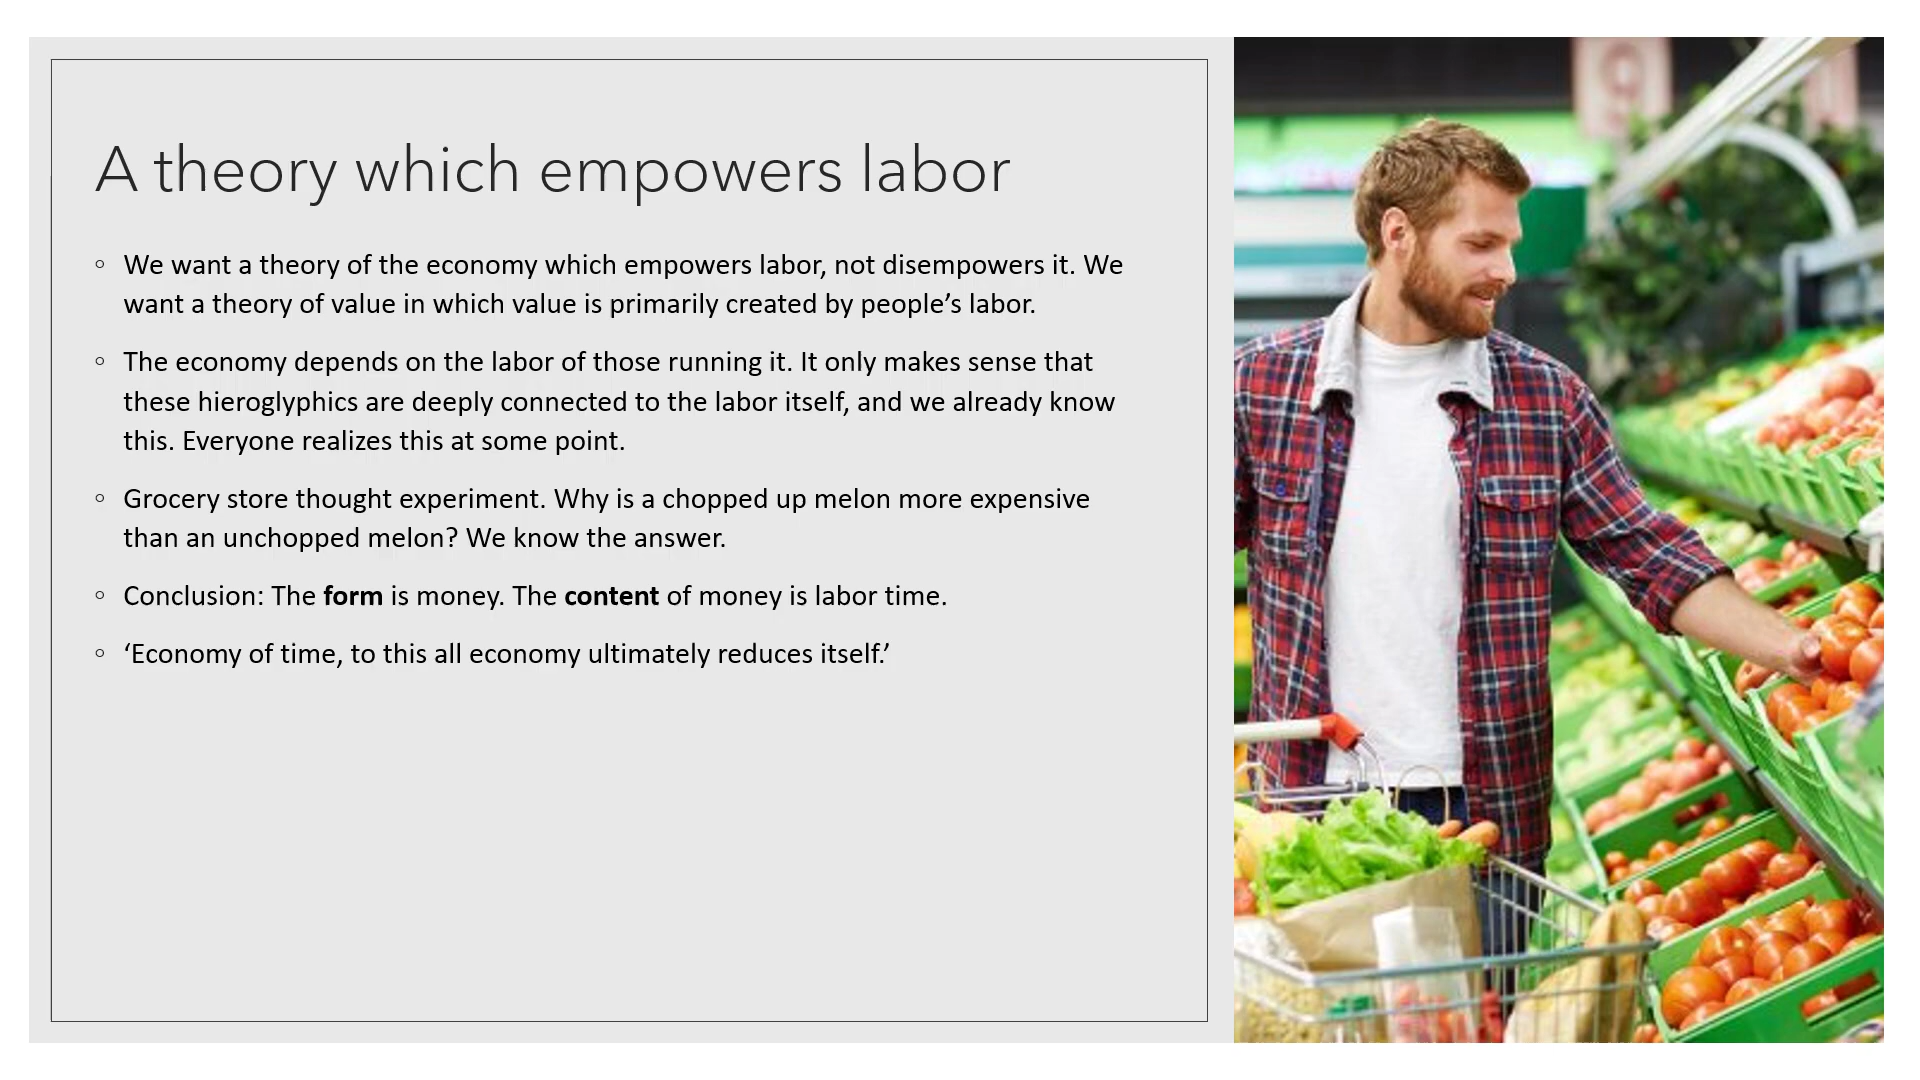 A theory which empowers labor
◦ We want a theory of the economy which empowers labor, not disempowers it. We
want a theory of value in which value is primarily created by people’s labor.
◦ The economy depends on the labor of those running it. It only makes sense that
these hieroglyphics are deeply connected to the labor itself, and we already know
this. Everyone realizes this at some point.
◦ Grocery store thought experiment. Why is a chopped up melon more expensive
than an unchopped melon? We know the answer.
◦ Conclusion: The form is money. The content of money is labor time.
◦ ‘Economy of time, to this all economy ultimately reduces itself.’